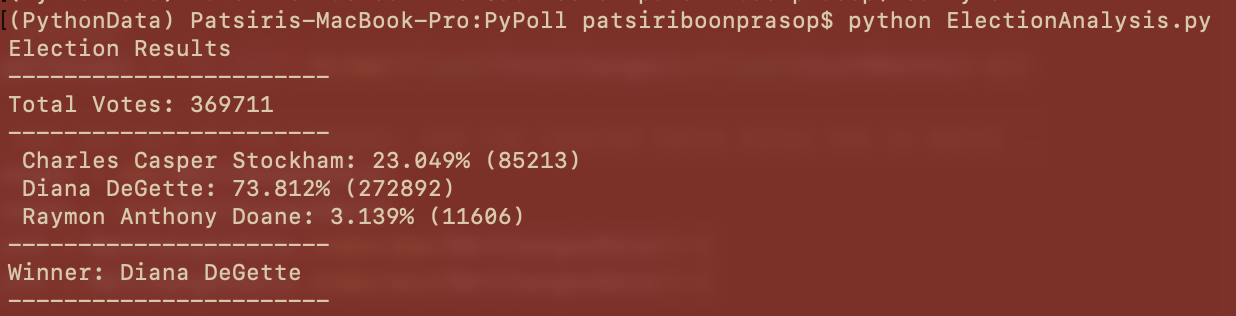 (PythonData) Patsiris-MacBook-Pro:PyPoll patsiriboonprasop$ python ElectionAnalysis.py
Election Results
-----------------------
Total Votes: 369711
-----------------------
Charles Casper Stockham: 23.049% (85213)
Diana DeGette: 73.812% (272892)
Raymon Anthony Doane: 3.139% (11606)
-----------------------
Winner: Diana DeGette
-----------------------